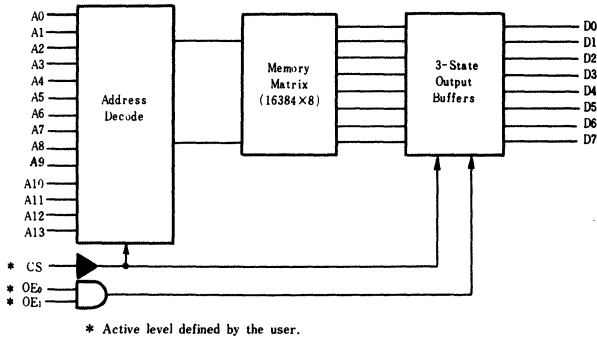 A0
A1
A2
A3
A4
A5
A6
A7
A8
A9
A10
A11
A12
A13
Address
Decode
Memory
Matrix
(16384×8)
3-State
Output
Buffers
D0
D1
D2
D3
D4
D5
D6
D7
* CS
* OE₀
* OE₁
* Active level defined by the user.